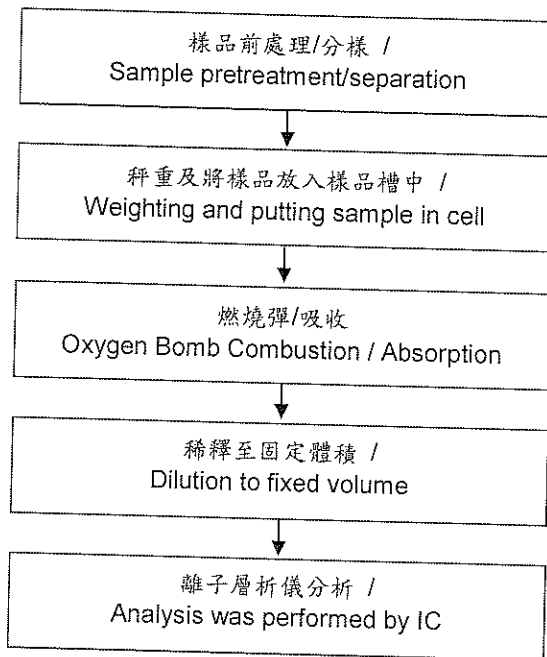 樣品前處理/分樣 /
Sample pretreatment/separation
秤重及將樣品放入樣品槽中 /
Weighting and putting sample in cell
燃燒彈/吸收
Oxygen Bomb Combustion / Absorption
稀釋至固定體積 /
Dilution to fixed volume
離子層析儀分析 /
Analysis was performed by IC